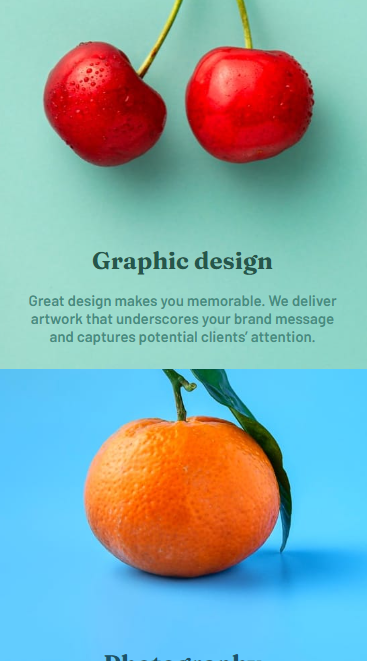 Graphic design
Great design makes you memorable. We deliver
artwork that underscores your brand message
and captures potential clients’ attention.
Photography